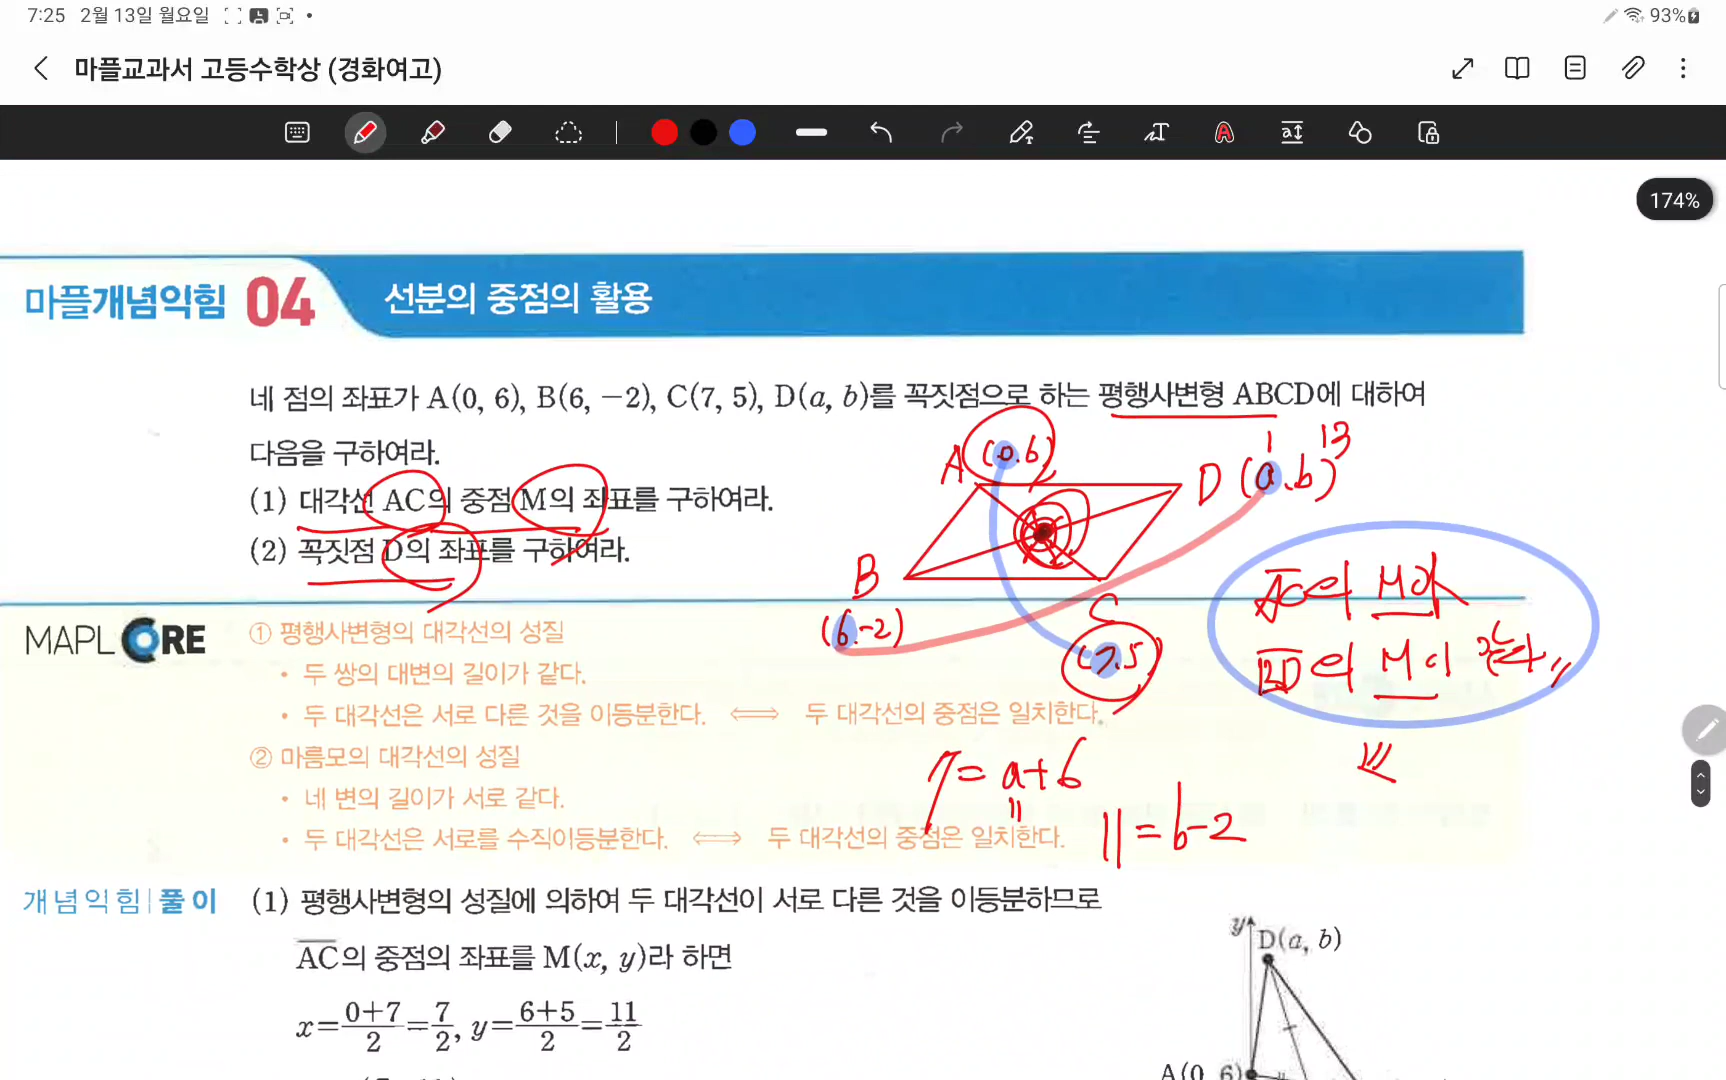 7:25 2월 13일 월요일
93%
마플교과서 고등수학상 (경화여고)
174%
마플개념익힘 04 선분의 중점의 활용
네 점의 좌표가 A(0, 6), B(6, −2), C(7, 5), D(a, b)를 꼭짓점으로 하는 평행사변형 ABCD에 대하여
다음을 구하여라.
(1) 대각선 AC의 중점 M의 좌표를 구하여라.
(2) 꼭짓점 D의 좌표를 구하여라.
A (0.6)
D (a.b)
1 13
B
(6.-2)
C
(7.5)
AC의 M과
BD의 M이 같다
7=a+6
11=b-2
MAPL CORE
① 평행사변형의 대각선의 성질
• 두 쌍의 대변의 길이가 같다.
• 두 대각선은 서로 다른 것을 이등분한다. ⟺ 두 대각선의 중점은 일치한다.
② 마름모의 대각선의 성질
• 네 변의 길이가 서로 같다.
• 두 대각선은 서로를 수직이등분한다. ⟺ 두 대각선의 중점은 일치한다.
개념익힘 | 풀이 (1) 평행사변형의 성질에 의하여 두 대각선이 서로 다른 것을 이등분하므로
AC의 중점의 좌표를 M(x, y)라 하면
x=0+7/2=7/2, y=6+5/2=11/2
y
D(a, b)
A(0, 6)